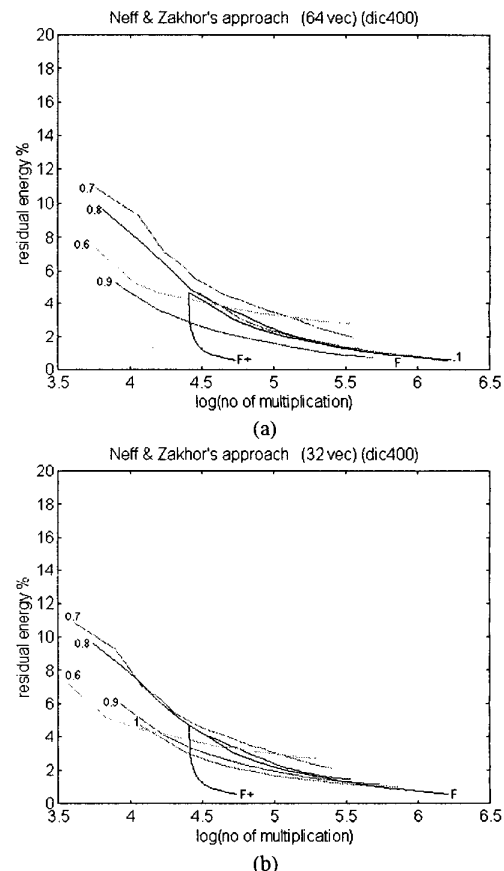 Neff & Zakhor's approach (64 vec) (dic400)
20
18
16
14
12
10
8
6
4
2
0
residual energy %
0.7
0.8
0.6
0.9
F+
F
.1
3.5 4 4.5 5 5.5 6 6.5
log(no of multiplication)
(a)
Neff & Zakhor's approach (32 vec) (dic400)
20
18
16
14
12
10
8
6
4
2
0
residual energy %
0.7
0.8
0.6
0.9
1
F+
F
3.5 4 4.5 5 5.5 6 6.5
log(no of multiplication)
(b)